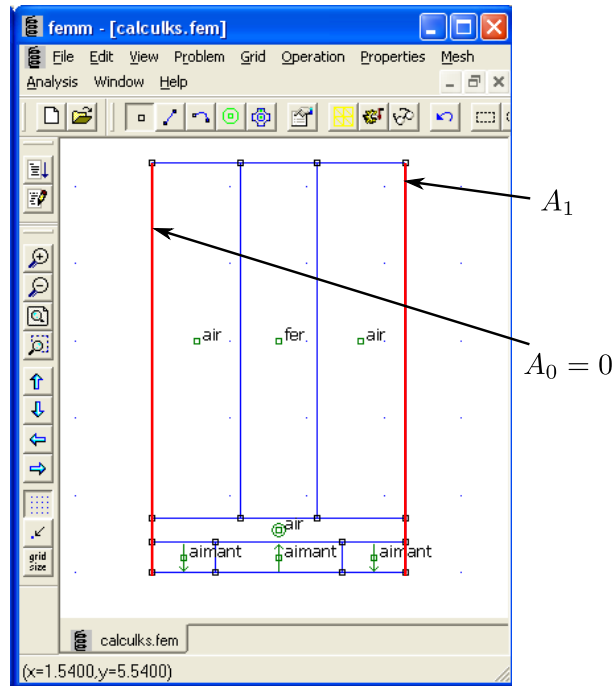 femm - [calculks.fem]
File Edit View Problem Grid Operation Properties Mesh
Analysis Window Help
A₁
air fer air
A₀ = 0
air
aimant aimant aimant
grid
size
calculks.fem
(x=1.5400,y=5.5400)